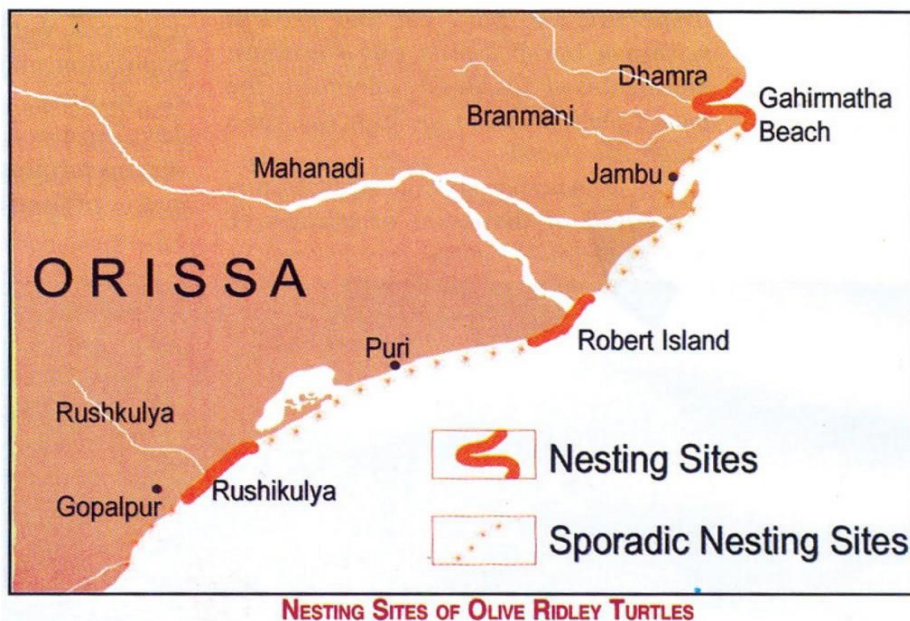 Dhamra
Gahirmatha
Beach
Branmani
Mahanadi
Jambu
ORISSA
Robert Island
Puri
Rushkulya
Nesting Sites
Gopalpur
Rushikulya
Sporadic Nesting Sites
NESTING SITES OF OLIVE RIDLEY TURTLES